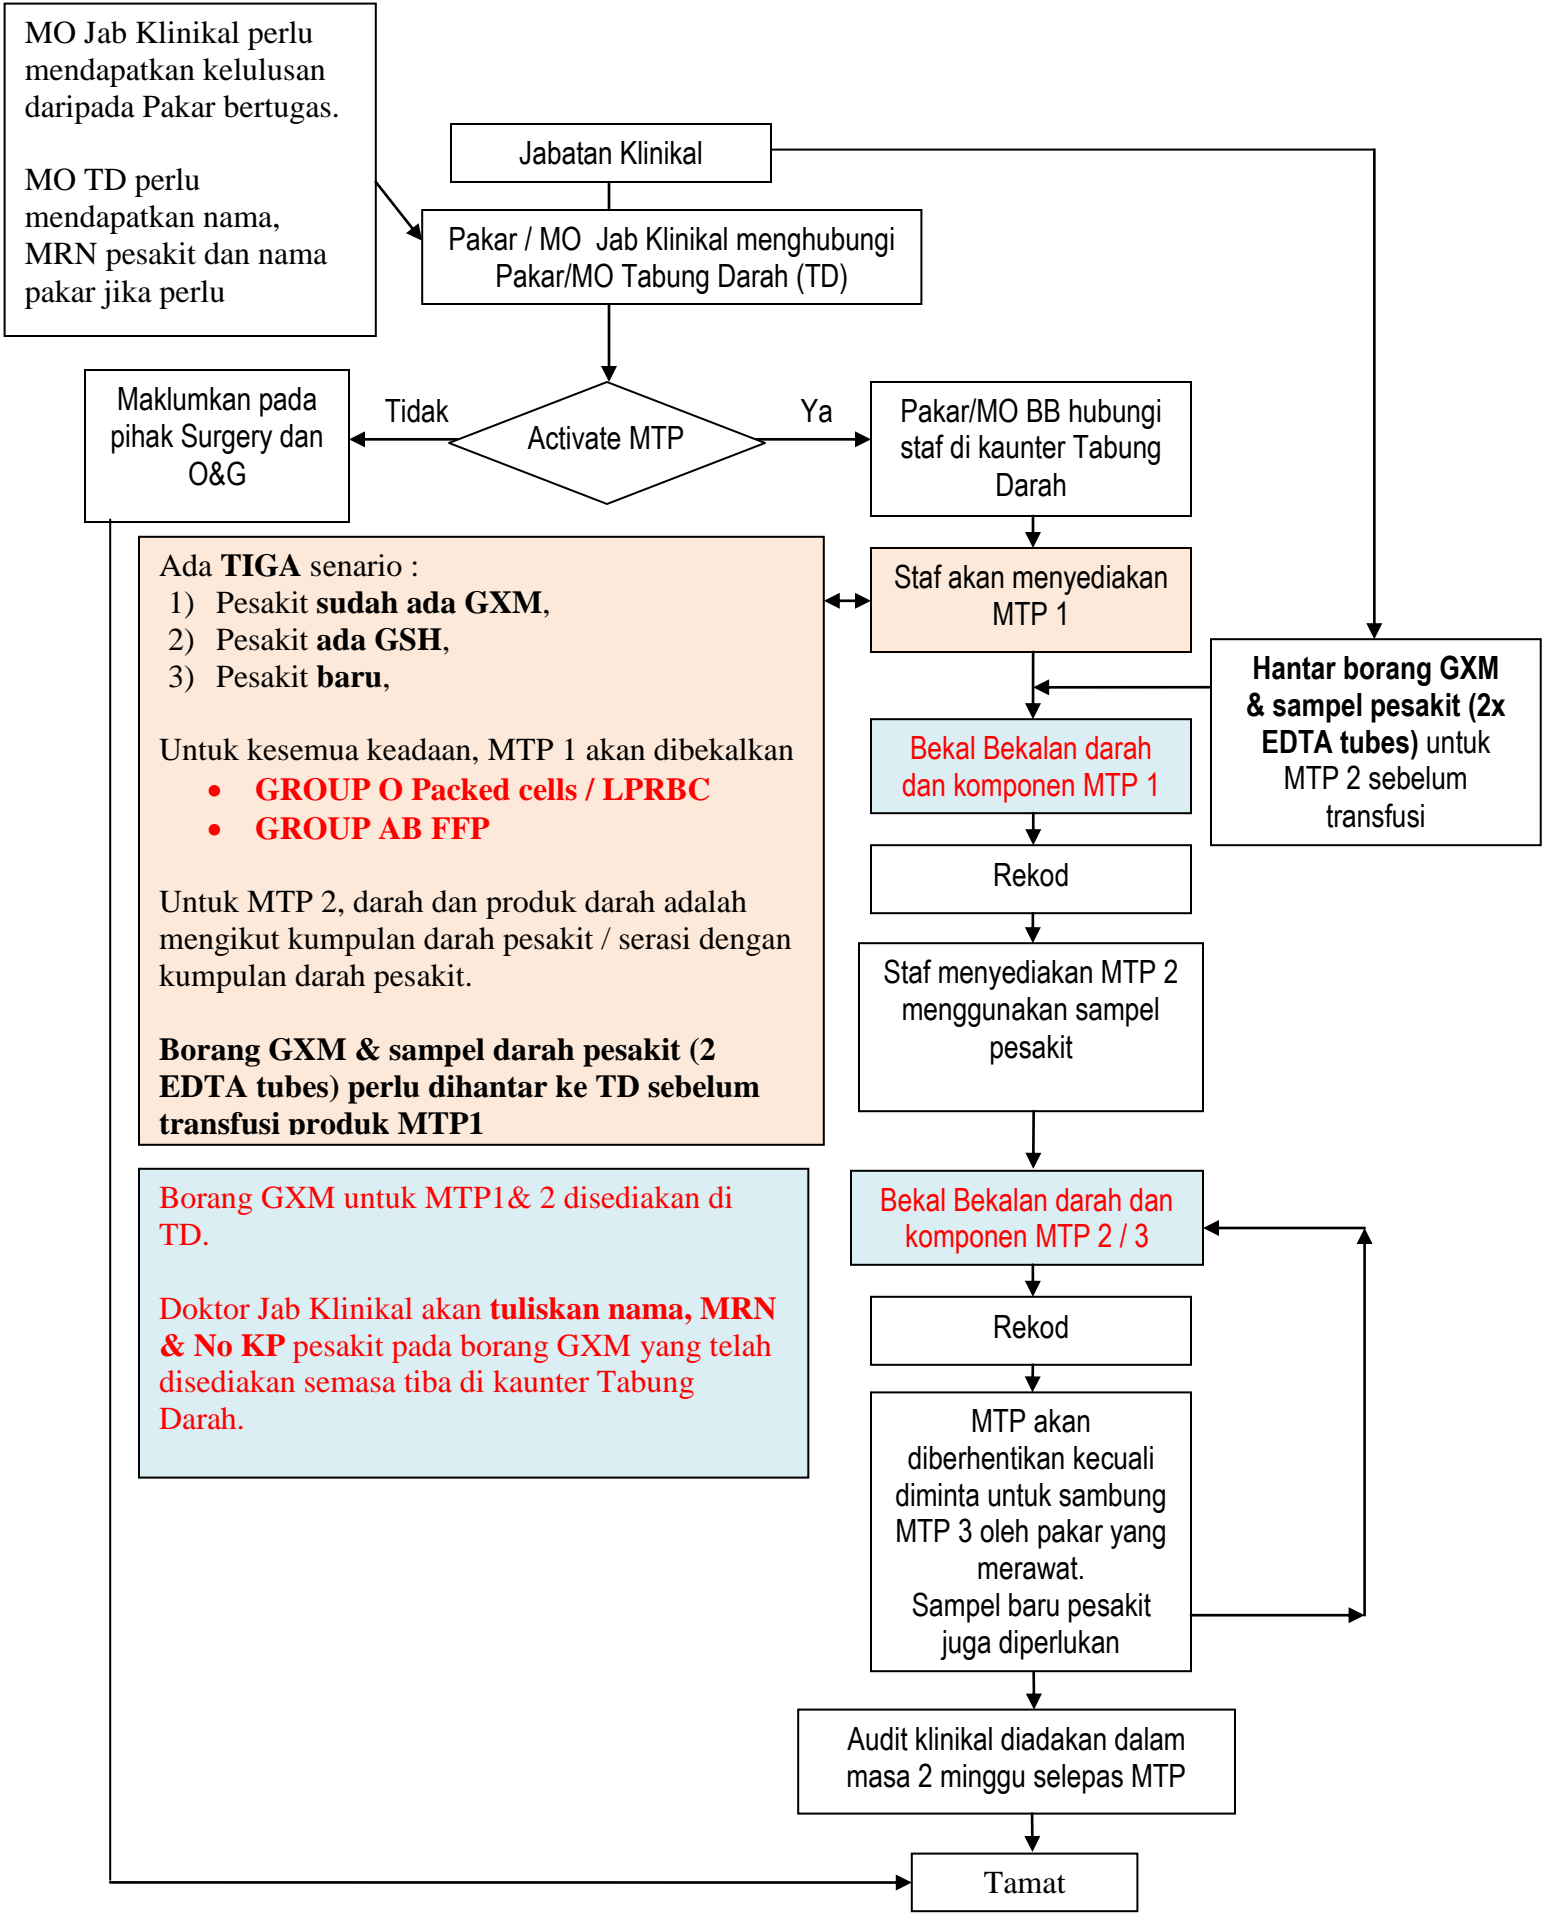 MO Jab Klinikal perlu
mendapatkan kelulusan
daripada Pakar bertugas.
MO TD perlu
mendapatkan nama,
MRN pesakit dan nama
pakar jika perlu
Jabatan Klinikal
Pakar / MO Jab Klinikal menghubungi
Pakar/MO Tabung Darah (TD)
Maklumkan pada
pihak Surgery dan
O&G
Tidak
Activate MTP
Ya
Pakar/MO BB hubungi
staf di kaunter Tabung
Darah
Ada TIGA senario :
1) Pesakit sudah ada GXM,
2) Pesakit ada GSH,
3) Pesakit baru,
Untuk kesemua keadaan, MTP 1 akan dibekalkan
• GROUP O Packed cells / LPRBC
• GROUP AB FFP
Untuk MTP 2, darah dan produk darah adalah
mengikut kumpulan darah pesakit / serasi dengan
kumpulan darah pesakit.
Borang GXM & sampel darah pesakit (2
EDTA tubes) perlu dihantar ke TD sebelum
transfusi produk MTP1
Staf akan menyediakan
MTP 1
Hantar borang GXM
& sampel pesakit (2x
EDTA tubes) untuk
MTP 2 sebelum
transfusi
Bekal Bekalan darah
dan komponen MTP 1
Rekod
Staf menyediakan MTP 2
menggunakan sampel
pesakit
Borang GXM untuk MTP1& 2 disediakan di
TD.
Doktor Jab Klinikal akan tuliskan nama, MRN
& No KP pesakit pada borang GXM yang telah
disediakan semasa tiba di kaunter Tabung
Darah.
Bekal Bekalan darah dan
komponen MTP 2 / 3
Rekod
MTP akan
diberhentikan kecuali
diminta untuk sambung
MTP 3 oleh pakar yang
merawat.
Sampel baru pesakit
juga diperlukan
Audit klinikal diadakan dalam
masa 2 minggu selepas MTP
Tamat